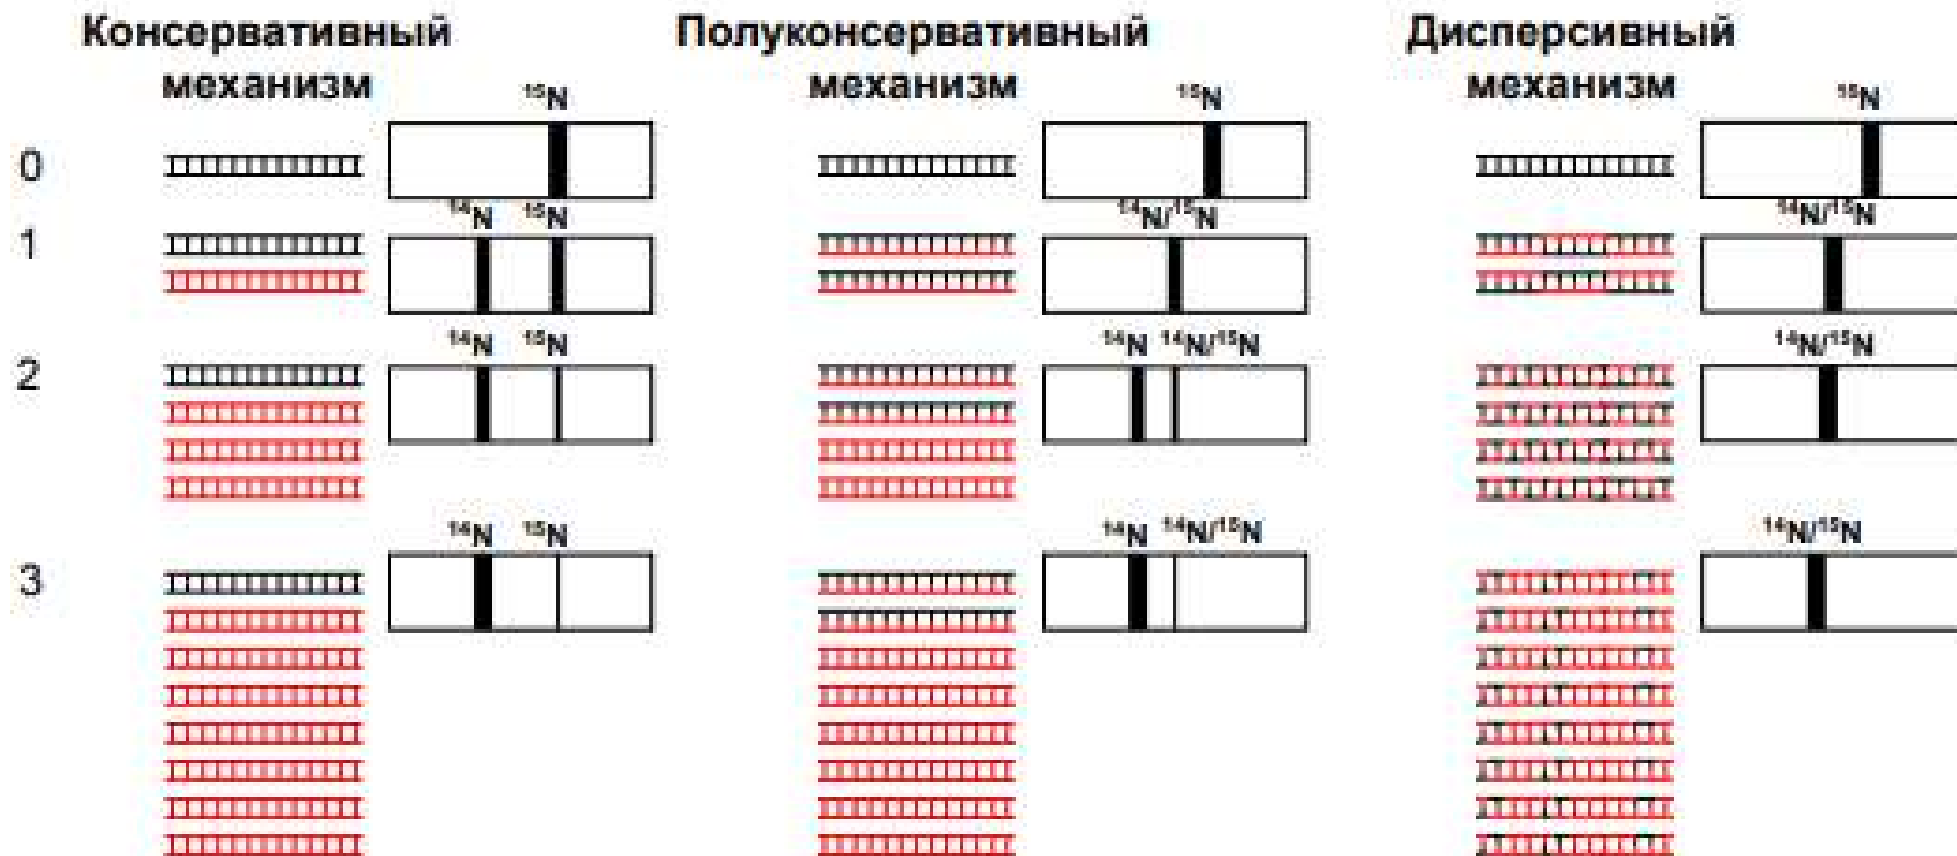 Консервативный
механизм
Полуконсервативный
механизм
Дисперсивный
механизм
¹⁵N
¹⁵N
¹⁵N
0
¹⁴N ¹⁵N
¹⁴N/¹⁵N
¹⁴N/¹⁵N
1
¹⁴N ¹⁵N
¹⁴N ¹⁴N/¹⁵N
¹⁴N/¹⁵N
2
¹⁴N ¹⁵N
¹⁴N ¹⁴N/¹⁵N
¹⁴N/¹⁵N
3